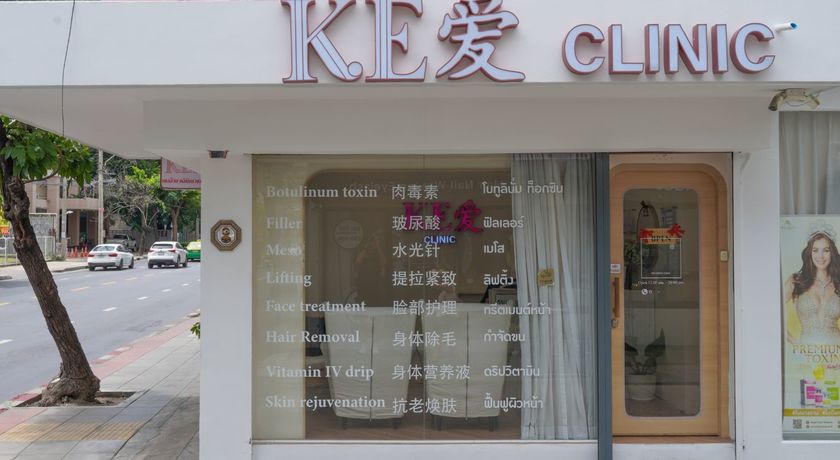 KE爱 CLINIC
Botulinum toxin 肉毒素 โบทูลินั่ม ท็อกซิน
Filler 玻尿酸 ฟิลเลอร์
Meso 水光针 เมโส
Lifting 提拉紧致 ลิฟติ้ง
Face treatment 脸部护理 ทรีตเมนต์หน้า
Hair Removal 身体除毛 กำจัดขน
Vitamin IV drip 身体营养液 ดริปวิตามิน
Skin rejuvenation 抗老焕肤 ฟื้นฟูผิวหน้า
KE爱
CLINIC
OPEN
PREMIUM
TOXIN